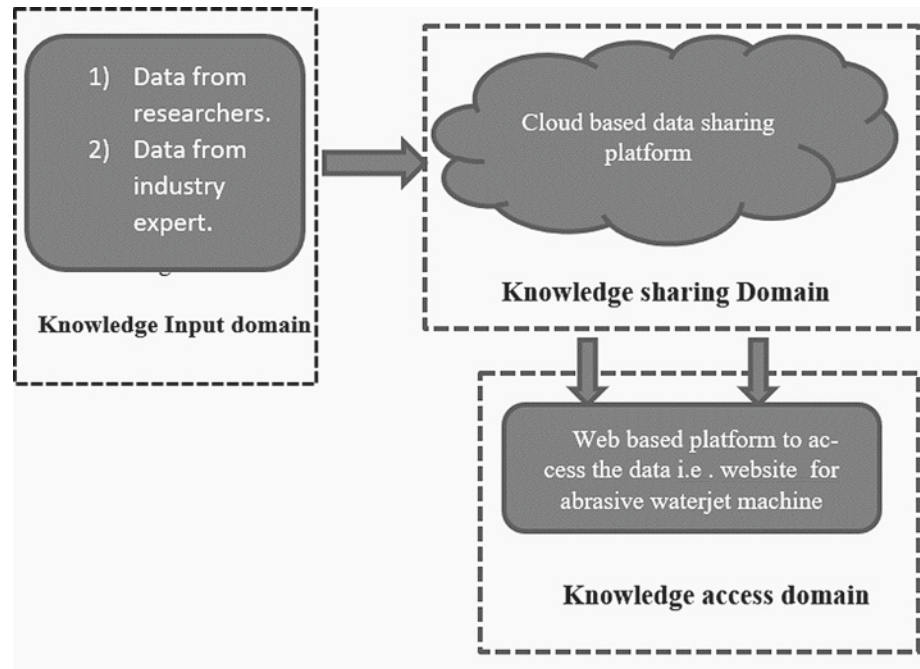 1) Data from
researchers.
2) Data from
industry
expert.
Knowledge Input domain
Cloud based data sharing
platform
Knowledge sharing Domain
Web based platform to ac-
cess the data i.e . website for
abrasive waterjet machine
Knowledge access domain